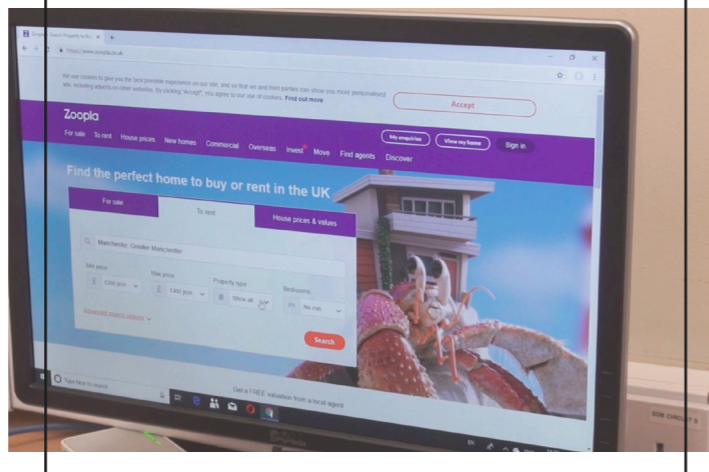 https://www.zoopla.co.uk
We use cookies to give you the best possible experience on our site, and so that we and third parties can show you more personalised
ads, including adverts on other websites. By clicking "Accept", you agree to our use of cookies. Find out more
Accept
Zoopla
My enquiries View my home Sign in
For sale To rent House prices New homes Commercial Overseas Invest Move Find agents Discover
Find the perfect home to buy or rent in the UK
For sale To rent House prices & values
Manchester, Greater Manchester
Min price Max price Property type Bedrooms
£ £ Show all No min
Advanced search options
Search
Get a FREE valuation from a local agent
Type here to search
EN